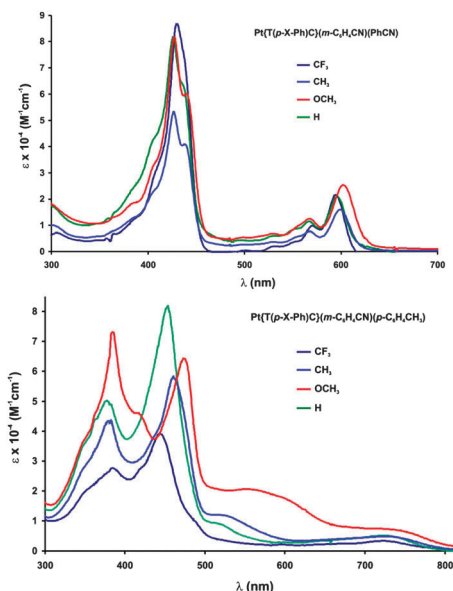 Pt{T(p-X-Ph)C}(m-C₆H₄CN)(PhCN)
CF₃
CH₃
OCH₃
H
ε x 10⁻⁴ (M⁻¹cm⁻¹)
9
8
7
6
5
4
3
2
1
0
300 400 500 600 700
λ (nm)
Pt{T(p-X-Ph)C}(m-C₆H₄CN)(p-C₆H₄CH₃)
CF₃
CH₃
OCH₃
H
ε x 10⁻⁴ (M⁻¹cm⁻¹)
9
8
7
6
5
4
3
2
1
0
300 400 500 600 700 800
λ (nm)